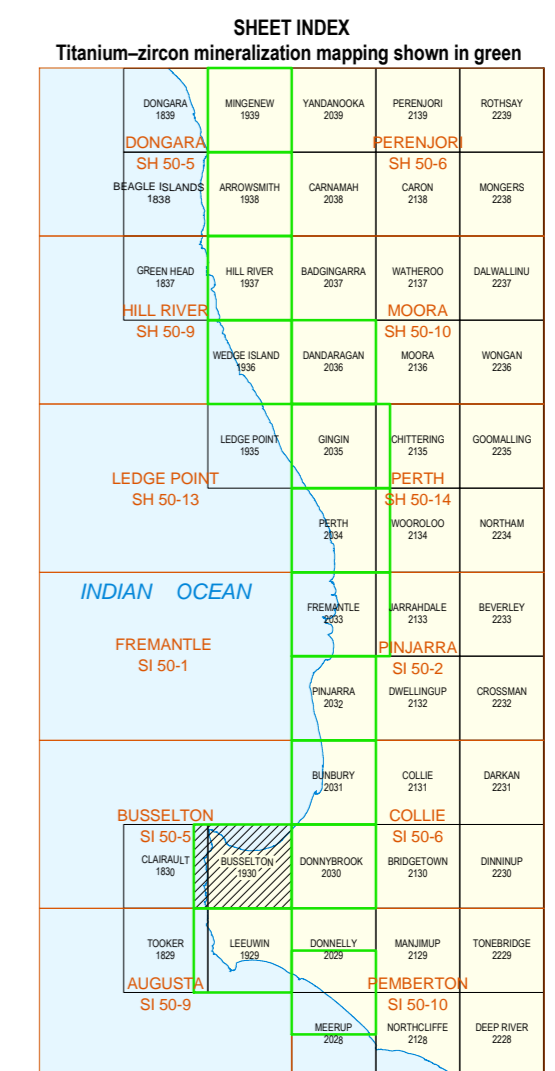 SHEET INDEX
Titanium–zircon mineralization mapping shown in green
DONGARA
1839
MINGENEW
1939
YANDANOOKA
2039
PERENJORI
2139
ROTHSAY
2239
DONGARA
SH 50-5
PERENJORI
SH 50-6
BEAGLE ISLANDS
1838
ARROWSMITH
1938
CARNAMAH
2038
CARON
2138
MONGERS
2238
GREEN HEAD
1837
HILL RIVER
1937
BADGINGARRA
2037
WATHEROO
2137
DALWALLINU
2237
HILL RIVER
SH 50-9
MOORA
SH 50-10
WEDGE ISLAND
1936
DANDARAGAN
2036
MOORA
2136
WONGAN
2236
LEDGE POINT
1935
GINGIN
2035
CHITTERING
2135
GOOMALLING
2235
LEDGE POINT
SH 50-13
PERTH
SH 50-14
PERTH
2034
WOOROLOO
2134
NORTHAM
2234
INDIAN OCEAN
FREMANTLE
2033
JARRAHDALE
2133
BEVERLEY
2233
FREMANTLE
SI 50-1
PINJARRA
SI 50-2
PINJARRA
2032
DWELLINGUP
2132
CROSSMAN
2232
BUNBURY
2031
COLLIE
2131
DARKAN
2231
BUSSELTON
SI 50-5
COLLIE
SI 50-6
CLAIRAULT
1830
BUSSELTON
1930
DONNYBROOK
2030
BRIDGETOWN
2130
DINNINUP
2230
TOOKER
1829
LEEUWIN
1929
DONNELLY
2029
MANJIMUP
2129
TONEBRIDGE
2229
AUGUSTA
SI 50-9
PEMBERTON
SI 50-10
MEERUP
2028
NORTHCLIFFE
2128
DEEP RIVER
2228